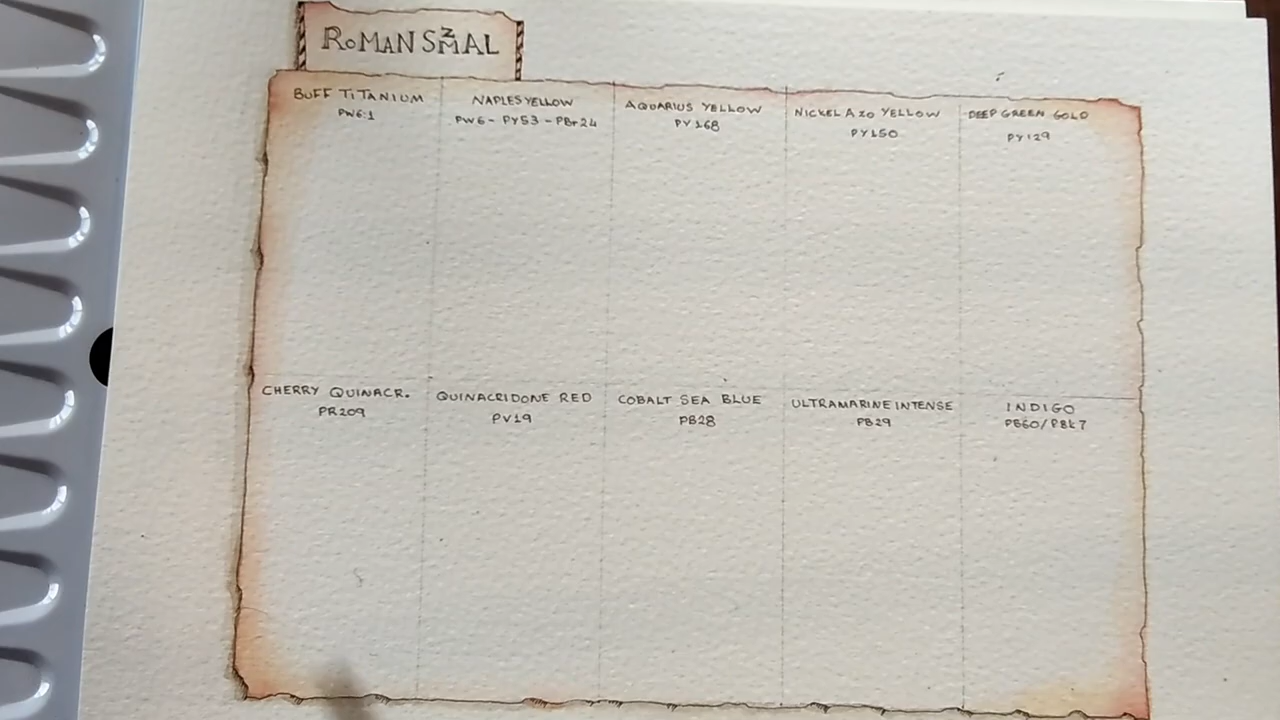 ROMAN SZMAL
BUFF TITANIUM
PW6:1
NAPLES YELLOW
PW6 - PY53 - PBr24
AQUARIUS YELLOW
PY168
NICKEL AZO YELLOW
PY150
DEEP GREEN GOLD
PY129
CHERRY QUINACR.
PR209
QUINACRIDONE RED
PV19
COBALT SEA BLUE
PB28
ULTRAMARINE INTENSE
PB29
INDIGO
PB60/PBk7